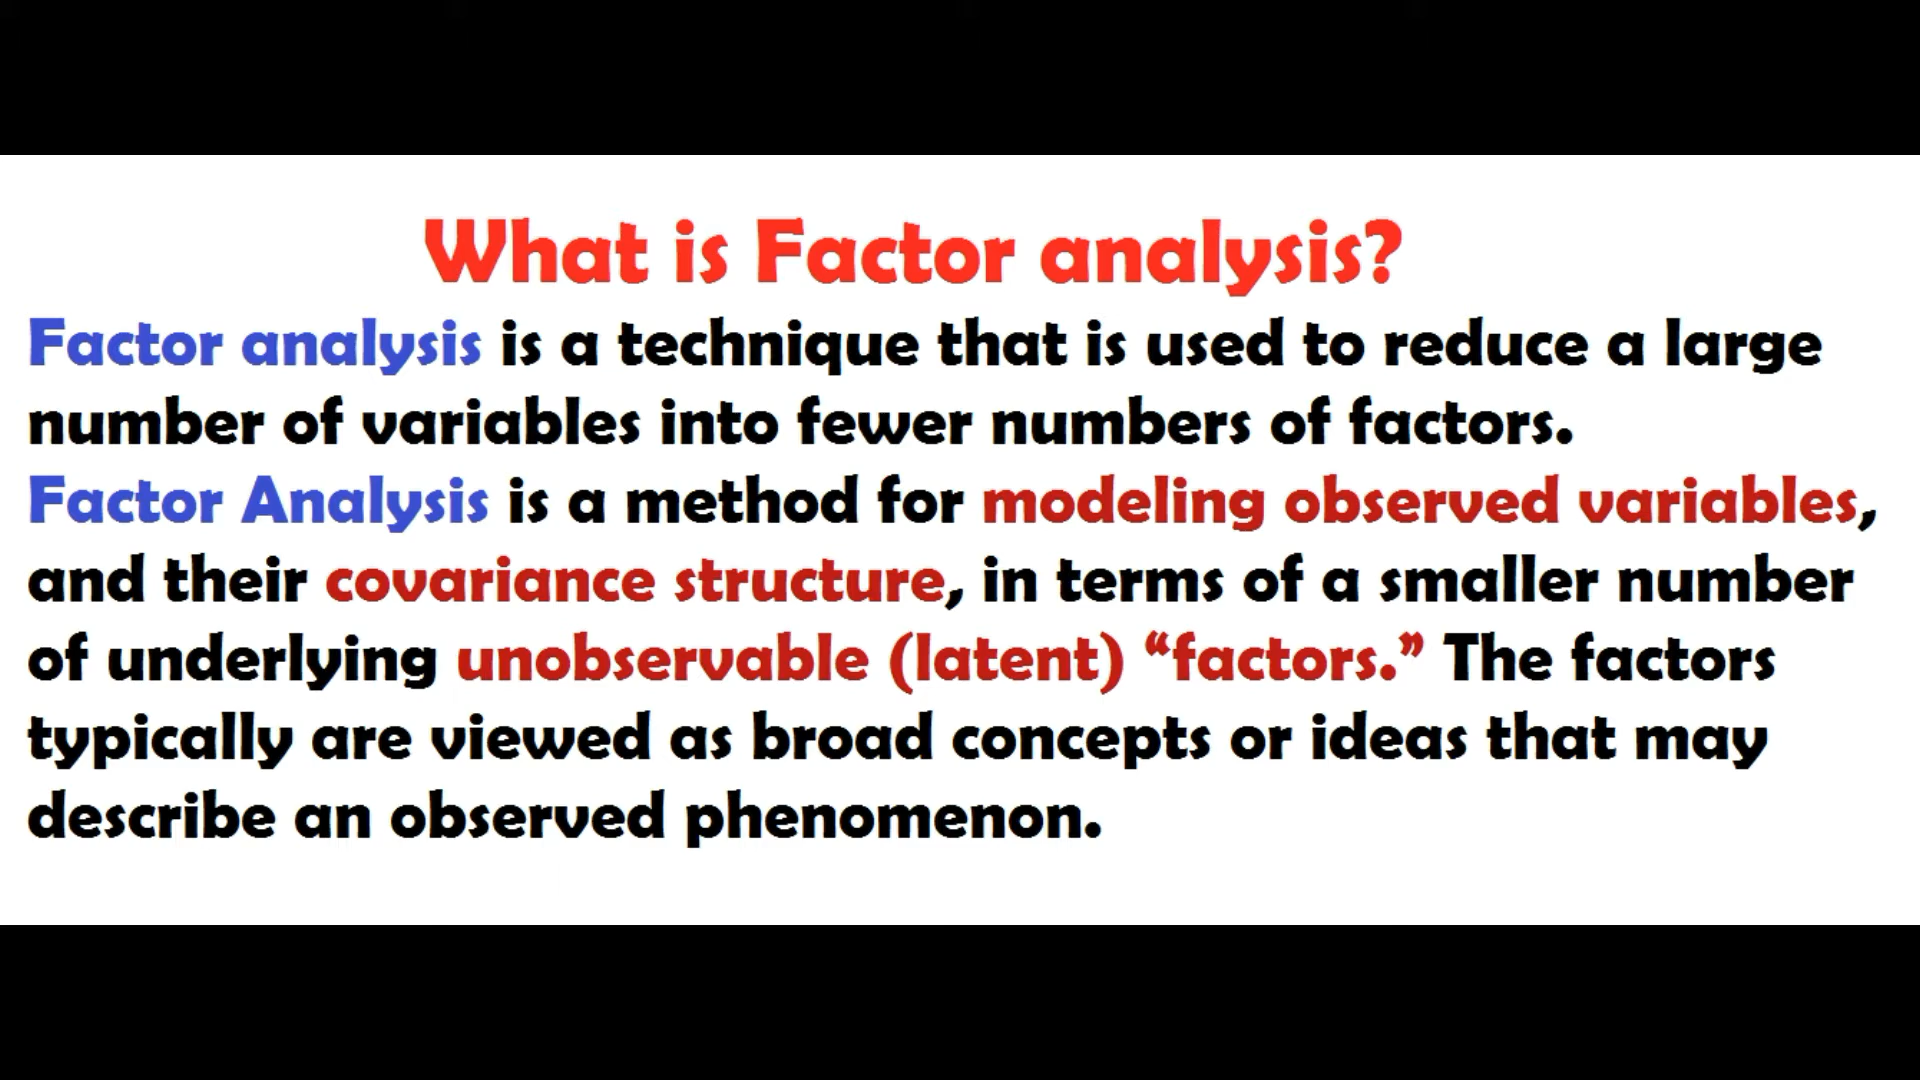 What is Factor analysis?
Factor analysis is a technique that is used to reduce a large
number of variables into fewer numbers of factors.
Factor Analysis is a method for modeling observed variables,
and their covariance structure, in terms of a smaller number
of underlying unobservable (latent) “factors.” The factors
typically are viewed as broad concepts or ideas that may
describe an observed phenomenon.